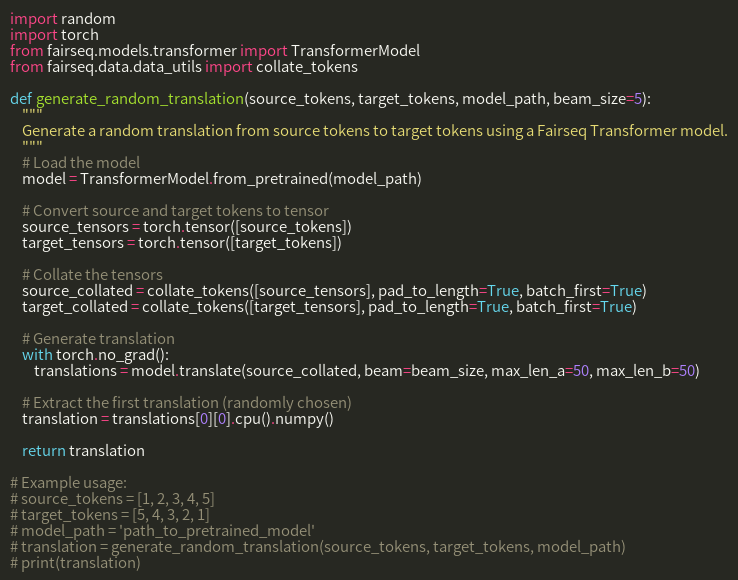 import random
import torch
from fairseq.models.transformer import TransformerModel
from fairseq.data.data_utils import collate_tokens

def generate_random_translation(source_tokens, target_tokens, model_path, beam_size=5):
    """
    Generate a random translation from source tokens to target tokens using a Fairseq Transformer model.
    """
    # Load the model
    model = TransformerModel.from_pretrained(model_path)

    # Convert source and target tokens to tensor
    source_tensors = torch.tensor([source_tokens])
    target_tensors = torch.tensor([target_tokens])

    # Collate the tensors
    source_collated = collate_tokens([source_tensors], pad_to_length=True, batch_first=True)
    target_collated = collate_tokens([target_tensors], pad_to_length=True, batch_first=True)

    # Generate translation
    with torch.no_grad():
        translations = model.translate(source_collated, beam=beam_size, max_len_a=50, max_len_b=50)

    # Extract the first translation (randomly chosen)
    translation = translations[0][0].cpu().numpy()

    return translation

# Example usage:
# source_tokens = [1, 2, 3, 4, 5]
# target_tokens = [5, 4, 3, 2, 1]
# model_path = 'path_to_pretrained_model'
# translation = generate_random_translation(source_tokens, target_tokens, model_path)
# print(translation)